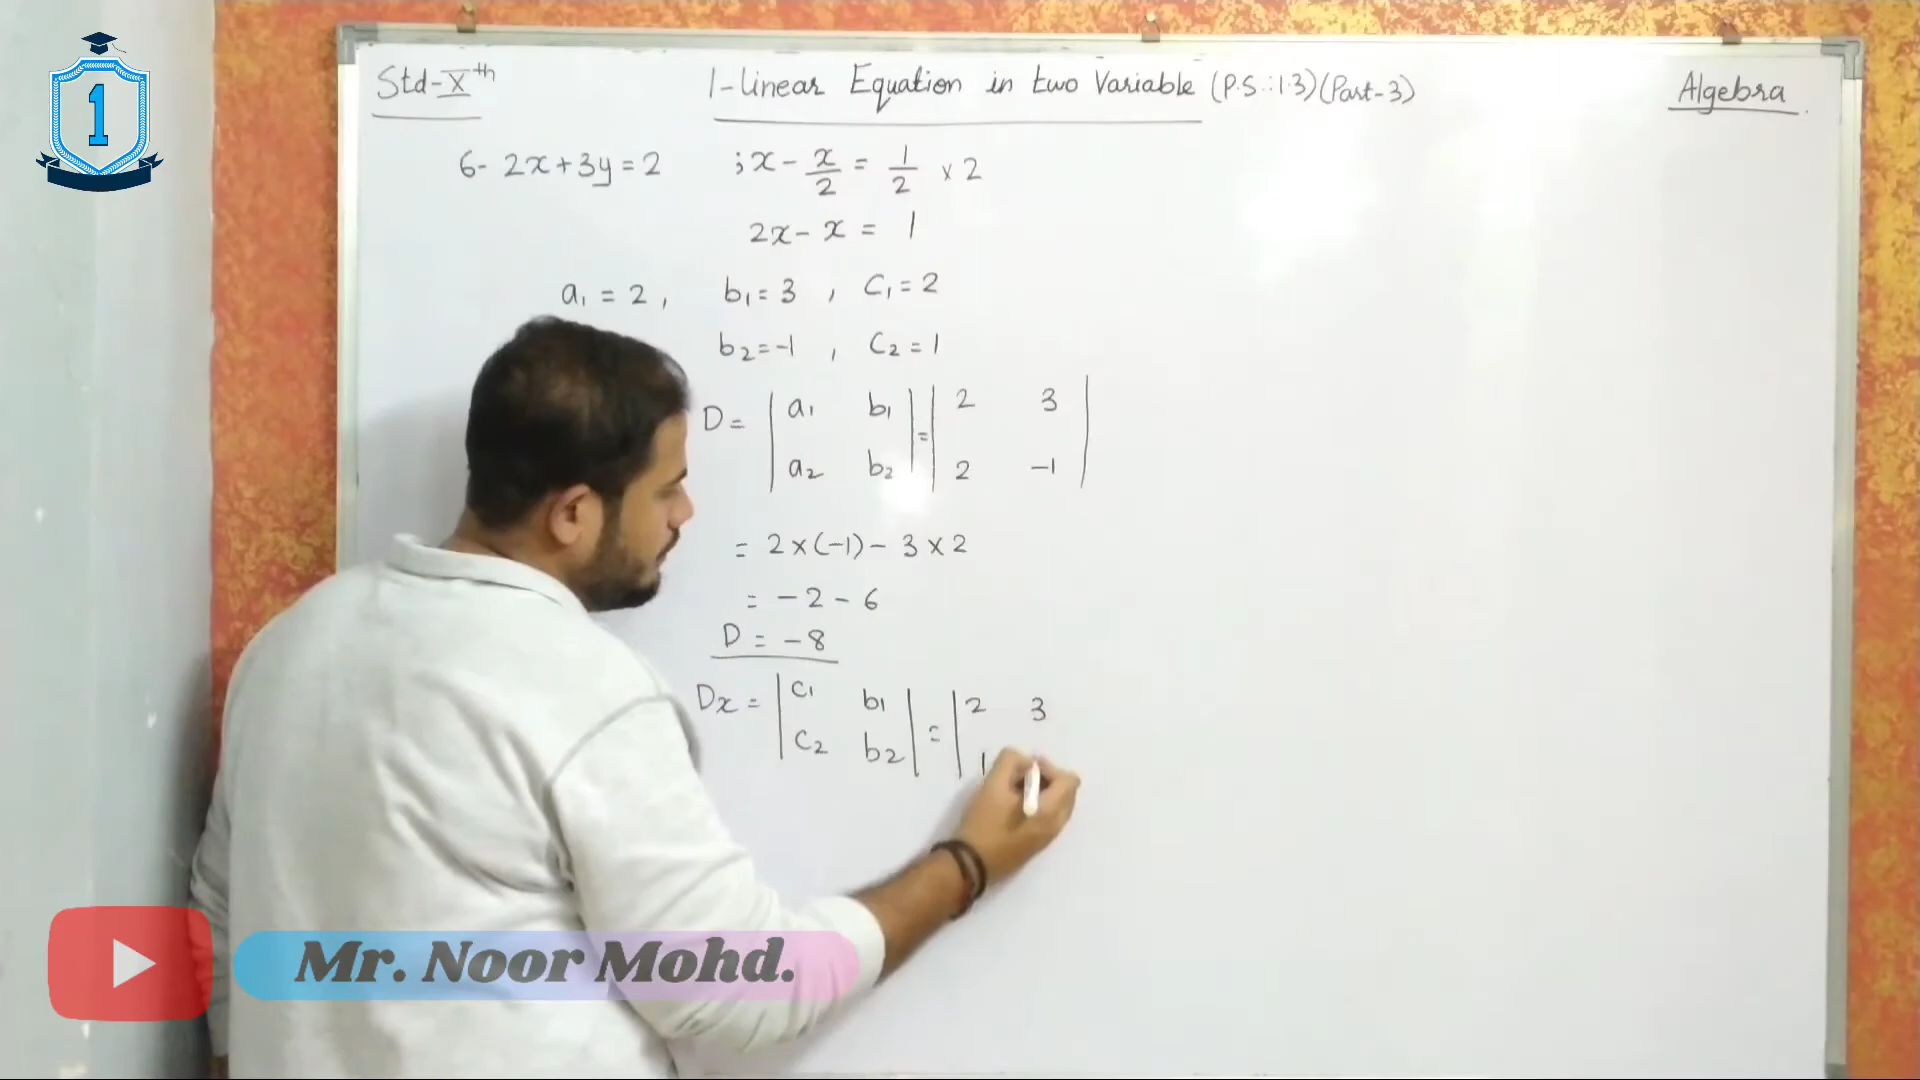 1
Std-Xth
1-Linear Equation in two Variable (P.S.:1.3)(Part-3)
Algebra
6- 2x+3y=2 ; x - x/2 = 1/2 × 2
2x - x = 1
a₁ = 2, b₁ = 3, C₁ = 2
b₂ = -1, C₂ = 1
D = | a₁ b₁ | = | 2 3 |
| a₂ b₂ | | 2 -1 |
= 2×(-1) - 3×2
= -2 - 6
D = -8
Dx = | C₁ b₁ | = | 2 3
| C₂ b₂ | | 1
Mr. Noor Mohd.